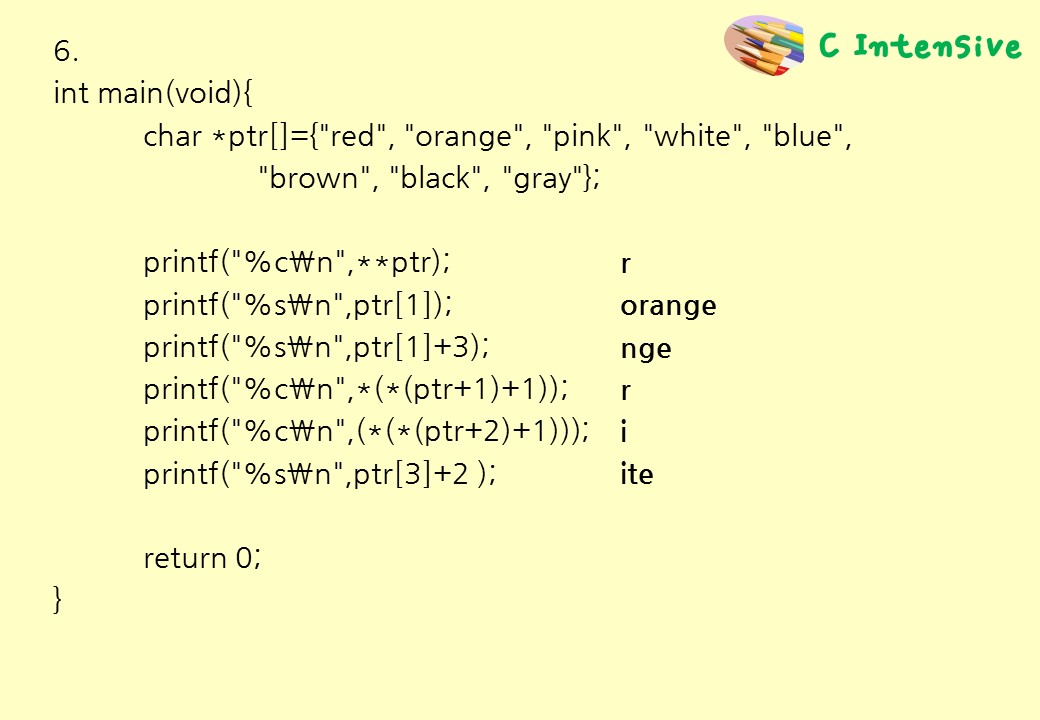 C Intensive
6.
int main(void){
char *ptr[]={"red", "orange", "pink", "white", "blue",
"brown", "black", "gray"};
printf("%c₩n",**ptr); r
printf("%s₩n",ptr[1]); orange
printf("%s₩n",ptr[1]+3); nge
printf("%c₩n",*(*(ptr+1)+1)); r
printf("%c₩n",(*(*(ptr+2)+1))); i
printf("%s₩n",ptr[3]+2 ); ite
return 0;
}